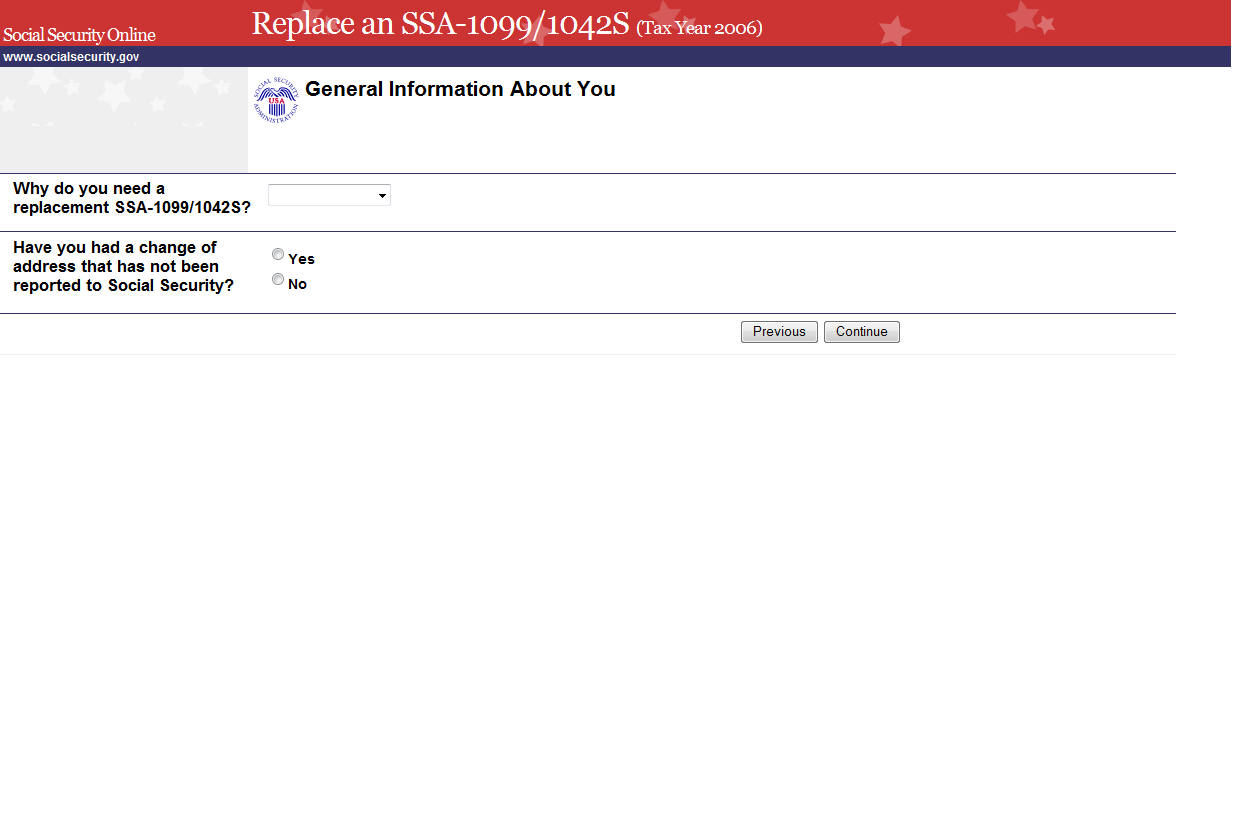 Social Security Online
Replace an SSA-1099/1042S (Tax Year 2006)
www.socialsecurity.gov
SOCIAL SECURITY ADMINISTRATION
USA
General Information About You
Why do you need a
replacement SSA-1099/1042S?
Have you had a change of
address that has not been
reported to Social Security?
Yes
No
Previous
Continue